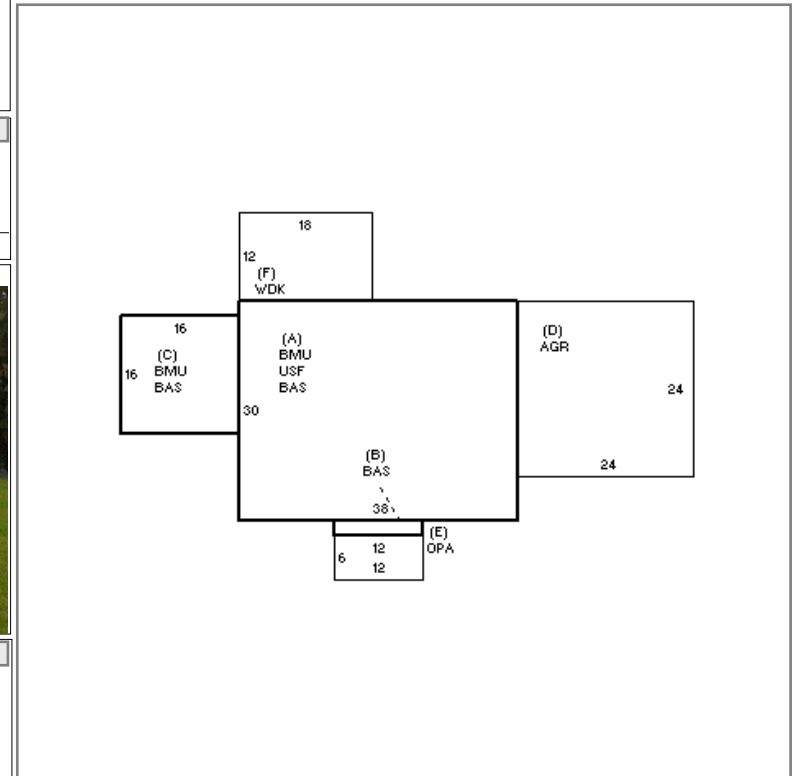 18
12
(F)
WDK
16
(C)
BMU
BAS
16
(A)
BMU
USF
BAS
30
(D)
AGR
24
24
(B)
BAS
38
(E)
OPA
12
6
12